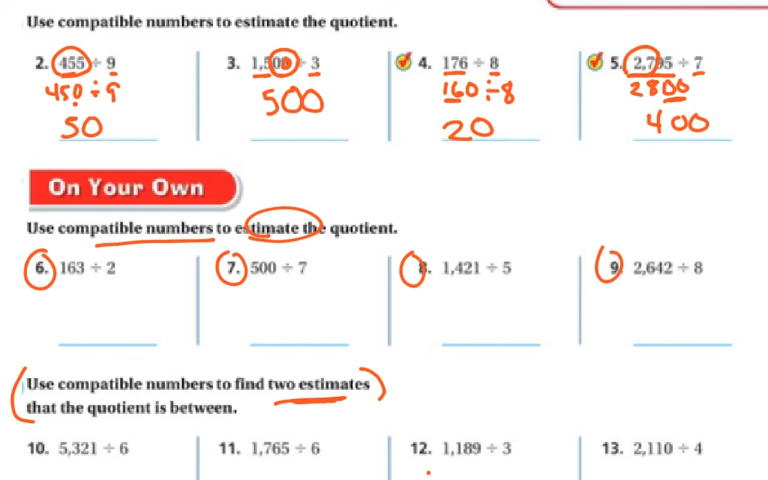 Use compatible numbers to estimate the quotient.
2. 455 ÷ 9
3. 1,500 ÷ 3
4. 176 ÷ 8
5. 2,795 ÷ 7
450 ÷ 9
500
160 ÷ 8
2800
50
20
400
On Your Own
Use compatible numbers to estimate the quotient.
6. 163 ÷ 2
7. 500 ÷ 7
8. 1,421 ÷ 5
9. 2,642 ÷ 8
Use compatible numbers to find two estimates
that the quotient is between.
10. 5,321 ÷ 6
11. 1,765 ÷ 6
12. 1,189 ÷ 3
13. 2,110 ÷ 4